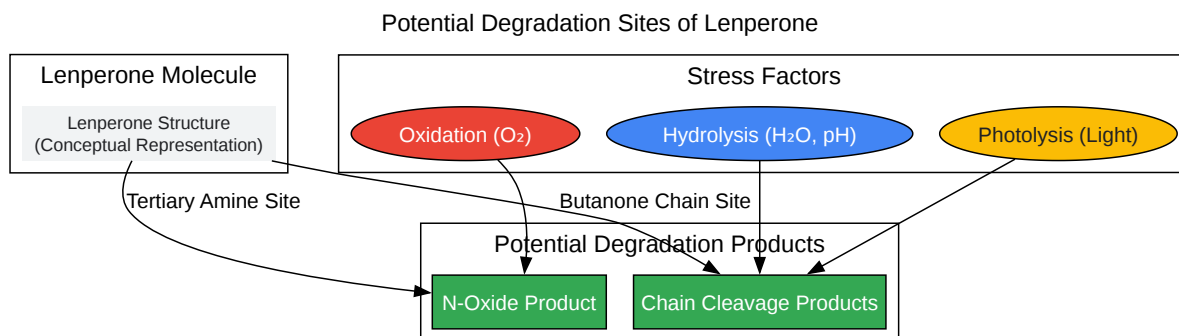 Potential Degradation Sites of Lenperone
Lenperone Molecule
Stress Factors
Lenperone Structure
(Conceptual Representation)
Oxidation (O₂)
Hydrolysis (H₂O, pH)
Photolysis (Light)
Tertiary Amine Site
Butanone Chain Site
Potential Degradation Products
N-Oxide Product
Chain Cleavage Products